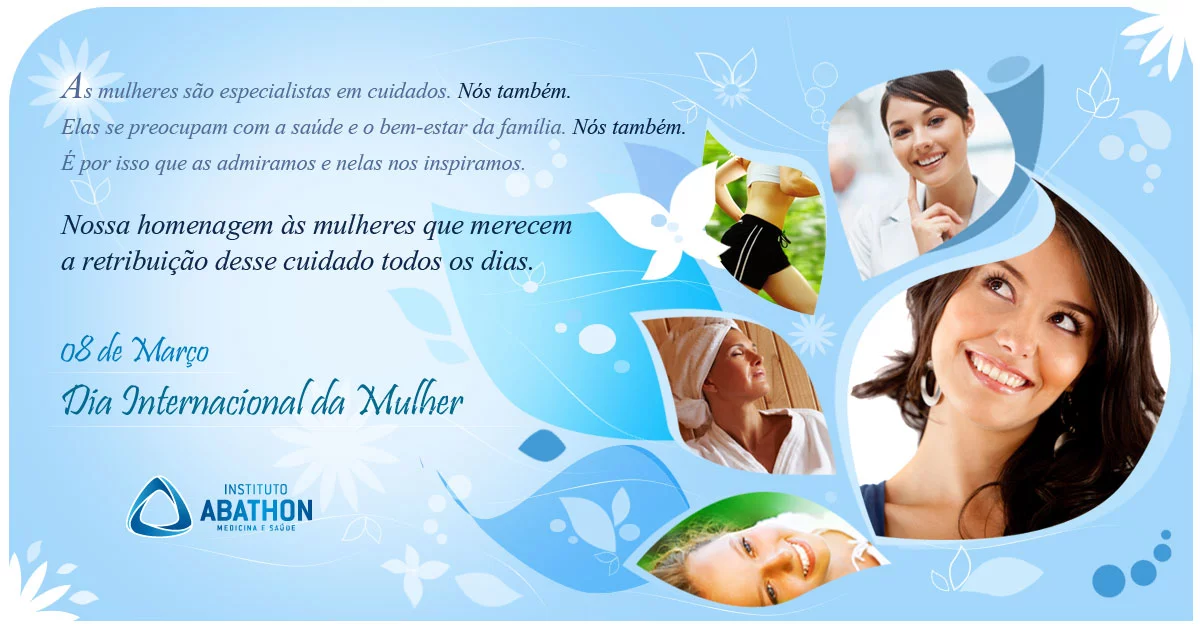 As mulheres são especialistas em cuidados. Nós também.
Elas se preocupam com a saúde e o bem-estar da família. Nós também.
É por isso que as admiramos e nelas nos inspiramos.
Nossa homenagem às mulheres que merecem
a retribuição desse cuidado todos os dias.
08 de Março
Dia Internacional da Mulher
INSTITUTO
ABATHON
MEDICINA E SAÚDE